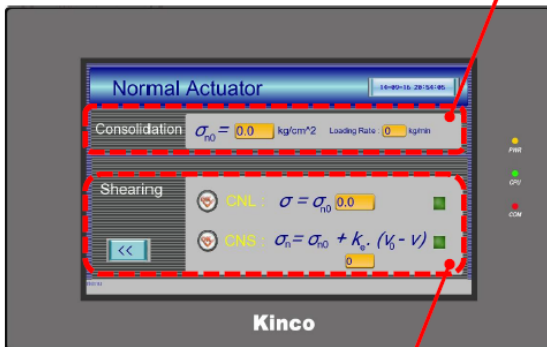 Normal Actuator
14-09-16 20:54:05
Consolidation σn0 = 0.0 kg/cm^2 Loading Rate: 0 kg/min
Shearing
CNL : σ = σn0 0.0
CNS : σn = σn0 + ke. (v0 - v)
0
<<
PWR
CPU
COM
Kinco